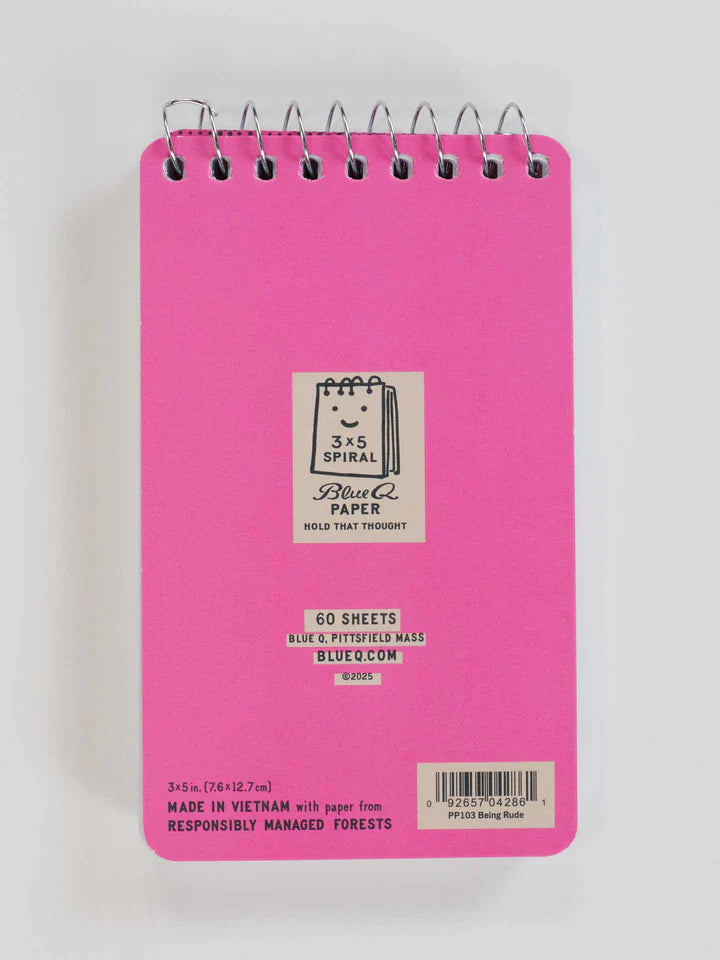 3×5
SPIRAL
Blue Q
PAPER
HOLD THAT THOUGHT
60 SHEETS
BLUE Q, PITTSFIELD MASS
BLUEQ.COM
©2025
3×5 in. (7.6×12.7cm)
MADE IN VIETNAM with paper from
RESPONSIBLY MANAGED FORESTS
0 92657 04286 1
PP103 Being Rude